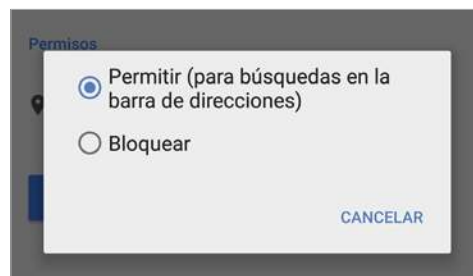 Permisos
Permitir (para búsquedas en la
barra de direcciones)
Bloquear
CANCELAR